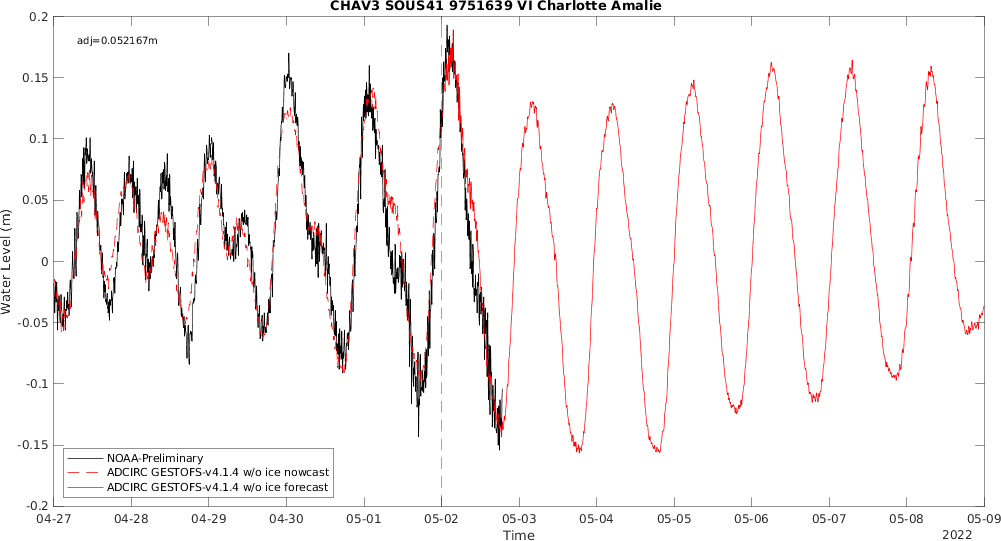 CHAV3 SOUS41 9751639 VI Charlotte Amalie
adj=0.052167m
0.2
0.15
0.1
0.05
0
-0.05
-0.1
-0.15
-0.2
Water Level (m)
NOAA-Preliminary
ADCIRC GESTOFS-v4.1.4 w/o ice nowcast
ADCIRC GESTOFS-v4.1.4 w/o ice forecast
04-27 04-28 04-29 04-30 05-01 05-02 05-03 05-04 05-05 05-06 05-07 05-08 05-09
Time
2022